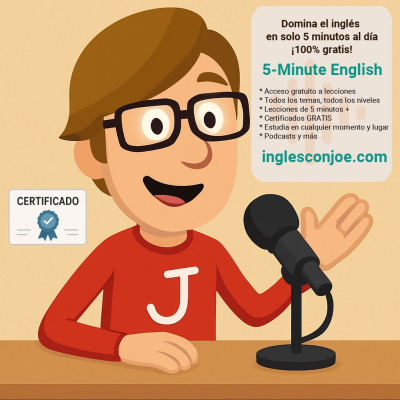 Domina el inglés
en solo 5 minutos al día
¡100% gratis!
5-Minute English
* Acceso gratuito a lecciones
* Todos los temas, todos los niveles
* Lecciones de 5 minutos +
* Certificados GRATIS
* Estudia en cualquier momento y lugar
* Podcasts y más
inglesconjoe.com
CERTIFICADO
J